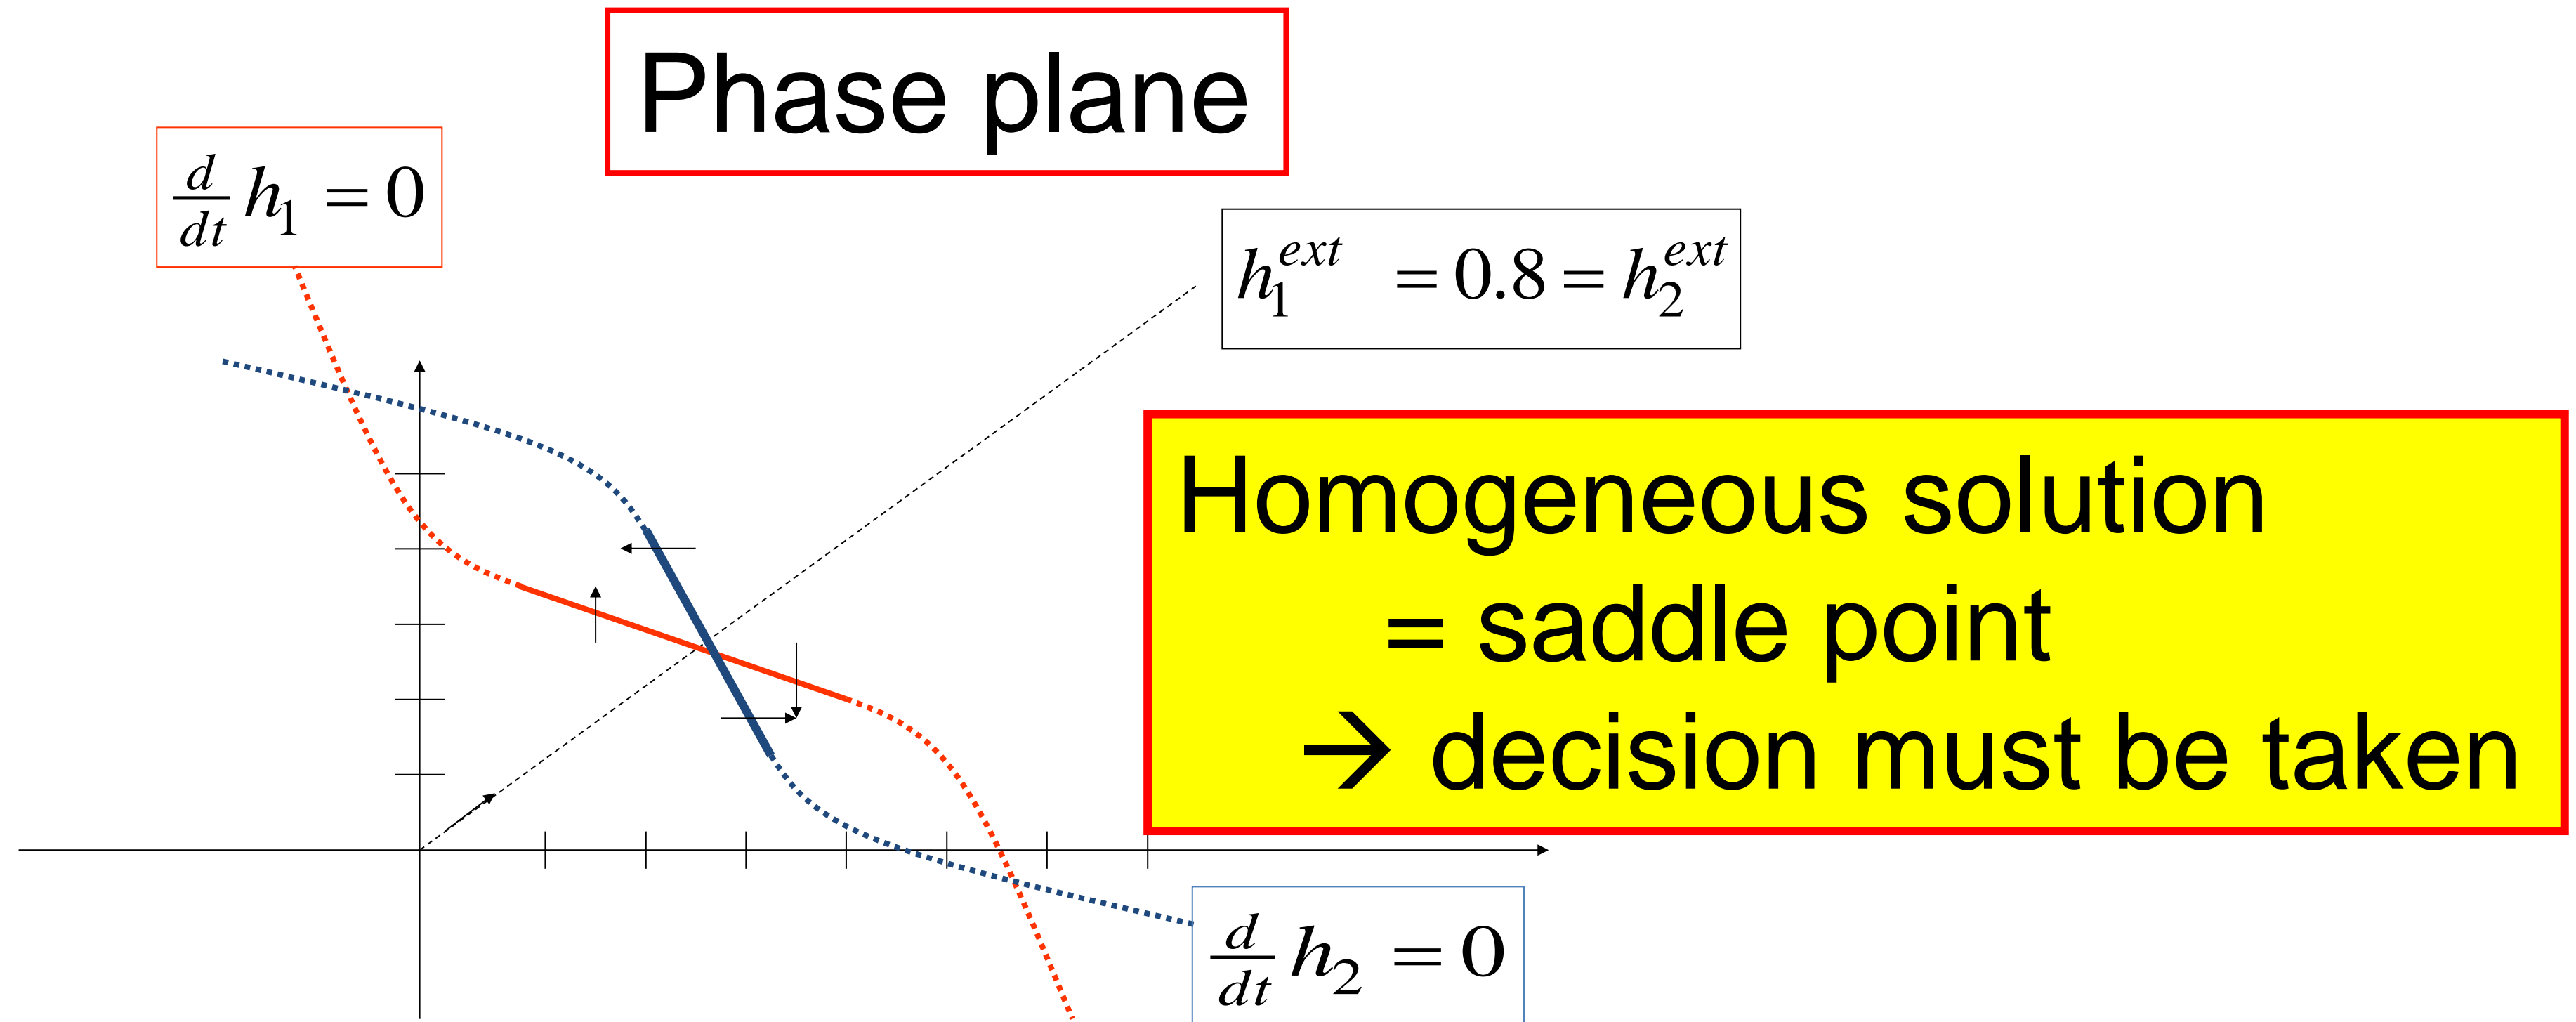 Phase plane
d/dt h₁ = 0
h₁^ext = 0.8 = h₂^ext
Homogeneous solution
= saddle point
→ decision must be taken
d/dt h₂ = 0